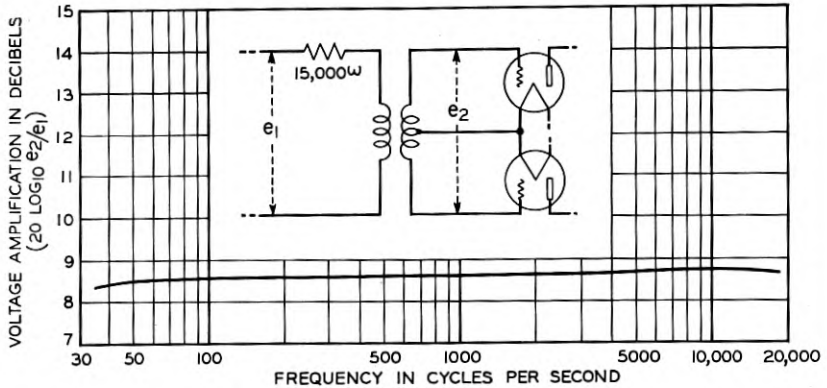 VOLTAGE AMPLIFICATION IN DECIBELS
(20 LOG10 e2/e1)
15
14
13
12
11
10
9
8
7
15,000ω
e1
e2
30 50 100 500 1000 5000 10,000 20,000
FREQUENCY IN CYCLES PER SECOND